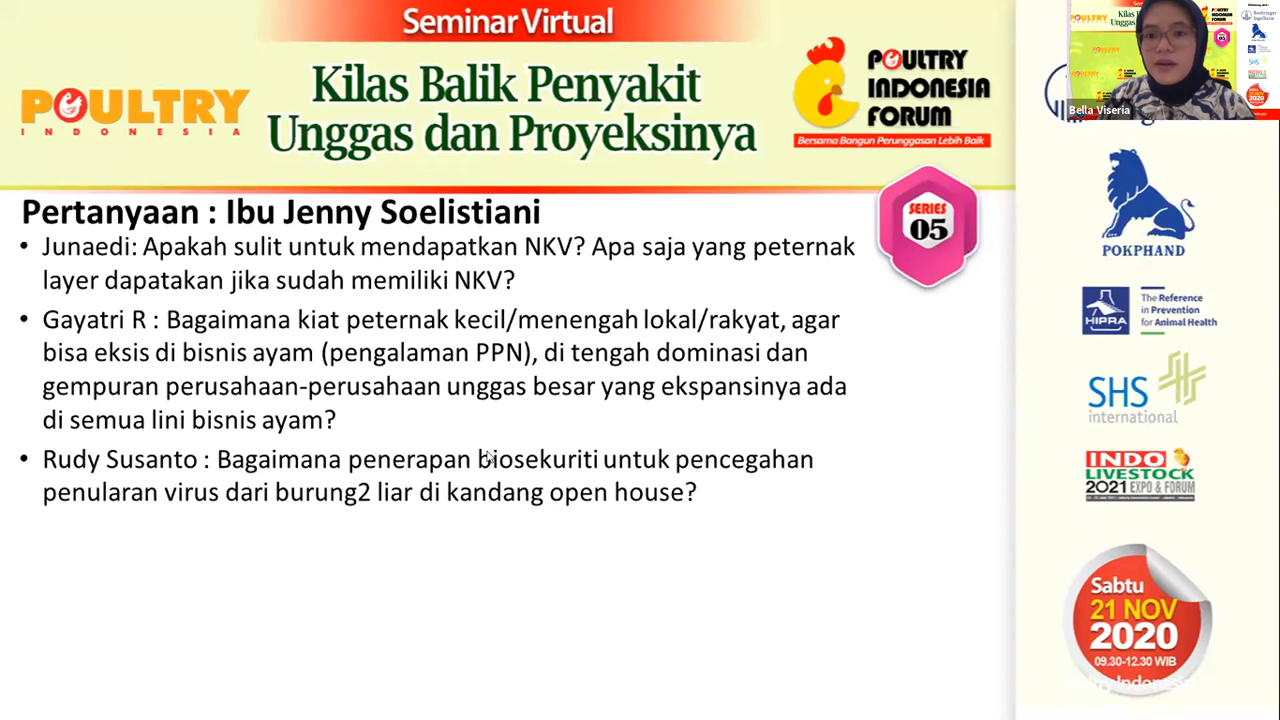 Seminar Virtual
POULTRY
INDONESIA
Kilas Balik Penyakit
Unggas dan Proyeksinya
POULTRY
INDONESIA
FORUM
Bersama Bangun Perunggasan Lebih Baik
Bella Viseria
SERIES
05
Pertanyaan : Ibu Jenny Soelistiani
• Junaedi: Apakah sulit untuk mendapatkan NKV? Apa saja yang peternak
layer dapatakan jika sudah memiliki NKV?
• Gayatri R : Bagaimana kiat peternak kecil/menengah lokal/rakyat, agar
bisa eksis di bisnis ayam (pengalaman PPN), di tengah dominasi dan
gempuran perusahaan-perusahaan unggas besar yang ekspansinya ada
di semua lini bisnis ayam?
• Rudy Susanto : Bagaimana penerapan biosekuriti untuk pencegahan
penularan virus dari burung2 liar di kandang open house?
POKPHAND
HIPRA
The Reference
in Prevention
for Animal Health
SHS
international
INDO
LIVESTOCK
2021 EXPO & FORUM
Sabtu
21 NOV
2020
09.30-12.30 WIB